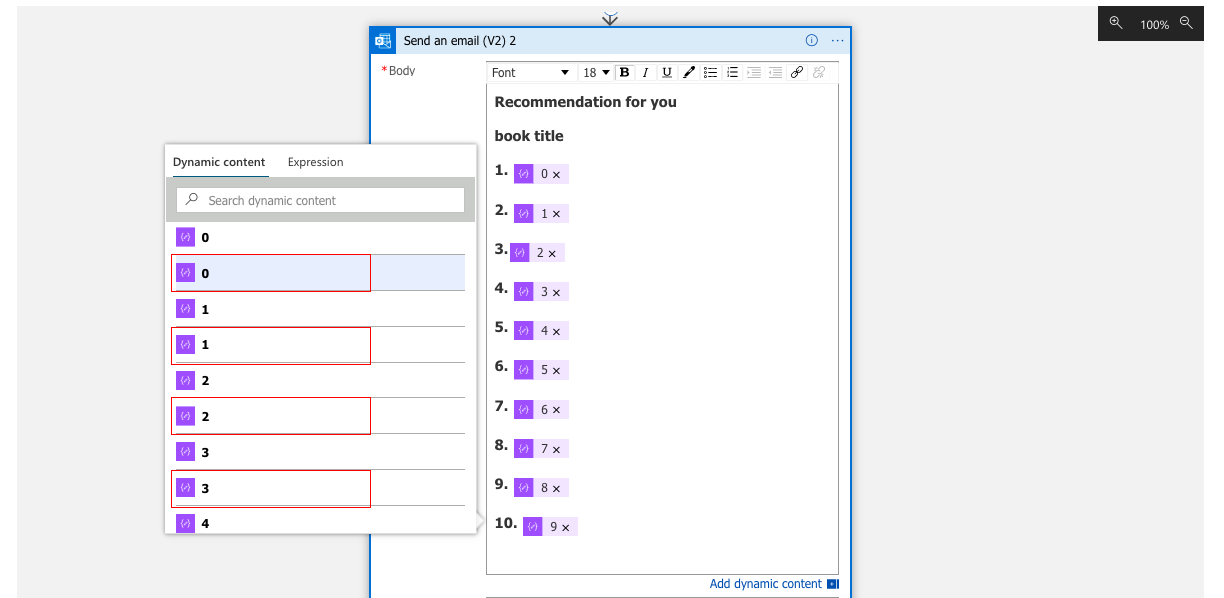 100%
Send an email (V2) 2
*Body
Font
18
B
I
U
Recommendation for you
book title
1. 0 ×
2. 1 ×
3. 2 ×
4. 3 ×
5. 4 ×
6. 5 ×
7. 6 ×
8. 7 ×
9. 8 ×
10. 9 ×
Add dynamic content
Dynamic content
Expression
Search dynamic content
0
0
1
1
2
2
3
3
4